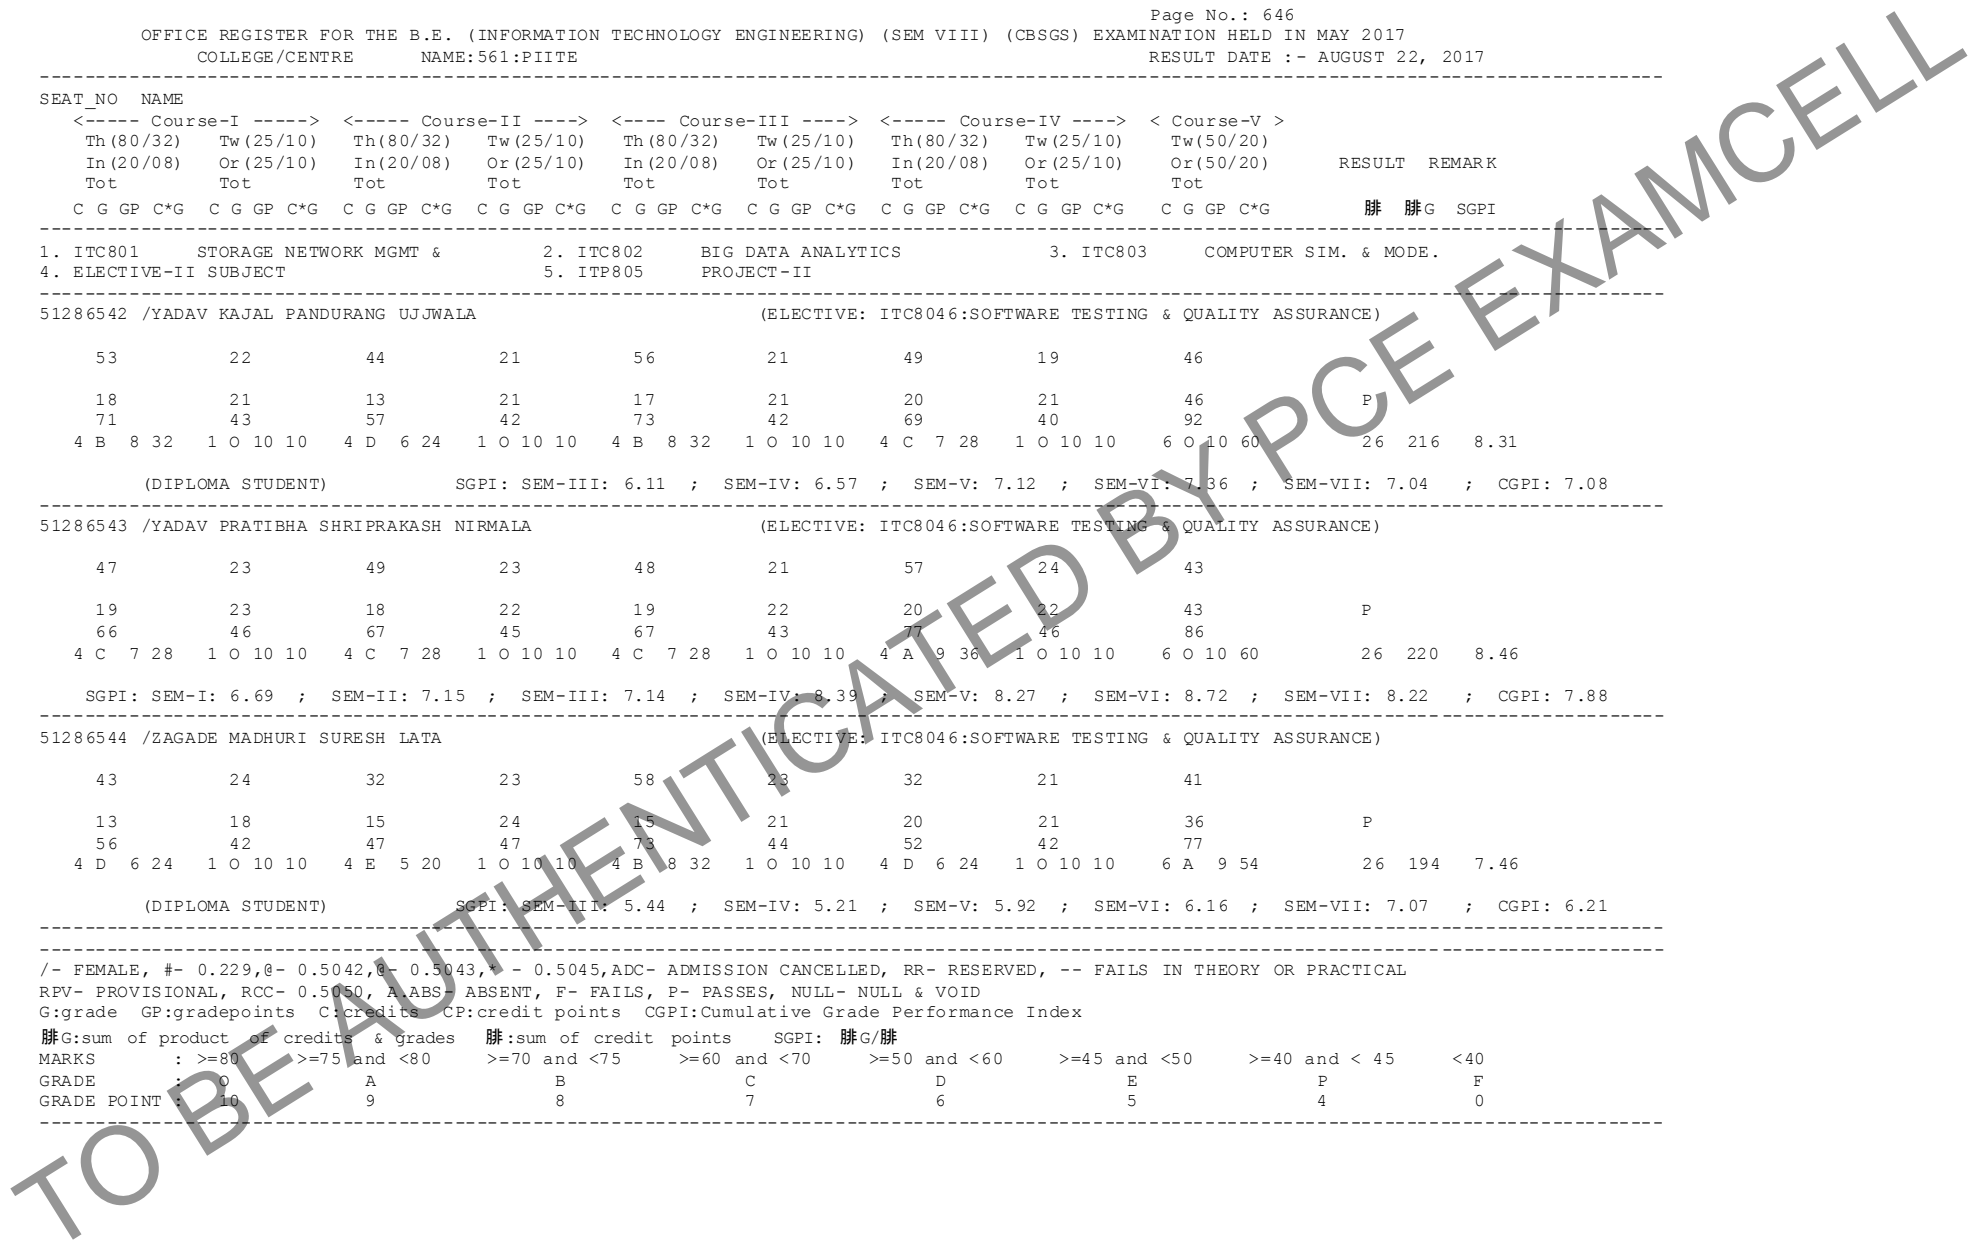 Page No.: 646
OFFICE REGISTER FOR THE B.E. (INFORMATION TECHNOLOGY ENGINEERING) (SEM VIII) (CBSGS) EXAMINATION HELD IN MAY 2017
COLLEGE/CENTRE NAME:561:PIITE RESULT DATE :- AUGUST 22, 2017
SEAT_NO NAME
<----- Course-I -----> <----- Course-II ----> <---- Course-III ----> <----- Course-IV ----> < Course-V >
Th(80/32) Tw(25/10) Th(80/32) Tw(25/10) Th(80/32) Tw(25/10) Th(80/32) Tw(25/10) Tw(50/20)
In(20/08) Or(25/10) In(20/08) Or(25/10) In(20/08) Or(25/10) In(20/08) Or(25/10) Or(50/20) RESULT REMARK
Tot Tot Tot Tot Tot Tot Tot Tot Tot
C G GP C*G C G GP C*G C G GP C*G C G GP C*G C G GP C*G C G GP C*G C G GP C*G C G GP C*G C G GP C*G 腓 腓G SGPI
1. ITC801 STORAGE NETWORK MGMT & 2. ITC802 BIG DATA ANALYTICS 3. ITC803 COMPUTER SIM. & MODE.
4. ELECTIVE-II SUBJECT 5. ITP805 PROJECT-II
51286542 /YADAV KAJAL PANDURANG UJJWALA (ELECTIVE: ITC8046:SOFTWARE TESTING & QUALITY ASSURANCE)
53 22 44 21 56 21 49 19 46
18 21 13 21 17 21 20 21 46 P
71 43 57 42 73 42 69 40 92
4 B 8 32 1 O 10 10 4 D 6 24 1 O 10 10 4 B 8 32 1 O 10 10 4 C 7 28 1 O 10 10 6 O 10 60 26 216 8.31
(DIPLOMA STUDENT) SGPI: SEM-III: 6.11 ; SEM-IV: 6.57 ; SEM-V: 7.12 ; SEM-VI: 7.36 ; SEM-VII: 7.04 ; CGPI: 7.08
51286543 /YADAV PRATIBHA SHRIPRAKASH NIRMALA (ELECTIVE: ITC8046:SOFTWARE TESTING & QUALITY ASSURANCE)
47 23 49 23 48 21 57 24 43
19 23 18 22 19 22 20 22 43 P
66 46 67 45 67 43 77 46 86
4 C 7 28 1 O 10 10 4 C 7 28 1 O 10 10 4 C 7 28 1 O 10 10 4 A 9 36 1 O 10 10 6 O 10 60 26 220 8.46
SGPI: SEM-I: 6.69 ; SEM-II: 7.15 ; SEM-III: 7.14 ; SEM-IV: 8.39 ; SEM-V: 8.27 ; SEM-VI: 8.72 ; SEM-VII: 8.22 ; CGPI: 7.88
51286544 /ZAGADE MADHURI SURESH LATA (ELECTIVE: ITC8046:SOFTWARE TESTING & QUALITY ASSURANCE)
43 24 32 23 58 23 32 21 41
13 18 15 24 15 21 20 21 36 P
56 42 47 47 73 44 52 42 77
4 D 6 24 1 O 10 10 4 E 5 20 1 O 10 10 4 B 8 32 1 O 10 10 4 D 6 24 1 O 10 10 6 A 9 54 26 194 7.46
(DIPLOMA STUDENT) SGPI: SEM-III: 5.44 ; SEM-IV: 5.21 ; SEM-V: 5.92 ; SEM-VI: 6.16 ; SEM-VII: 7.07 ; CGPI: 6.21
/- FEMALE, #- 0.229,@- 0.5042,@- 0.5043,* - 0.5045,ADC- ADMISSION CANCELLED, RR- RESERVED, -- FAILS IN THEORY OR PRACTICAL
RPV- PROVISIONAL, RCC- 0.5050, A.ABS- ABSENT, F- FAILS, P- PASSES, NULL- NULL & VOID
G:grade GP:gradepoints C:credits CP:credit points CGPI:Cumulative Grade Performance Index
腓G:sum of product of credits & grades 腓:sum of credit points SGPI: 腓G/腓
MARKS : >=80 >=75 and <80 >=70 and <75 >=60 and <70 >=50 and <60 >=45 and <50 >=40 and < 45 <40
GRADE : O A B C D E P F
GRADE POINT : 10 9 8 7 6 5 4 0
TO BE AUTHENTICATED BY PCE EXAMCELL